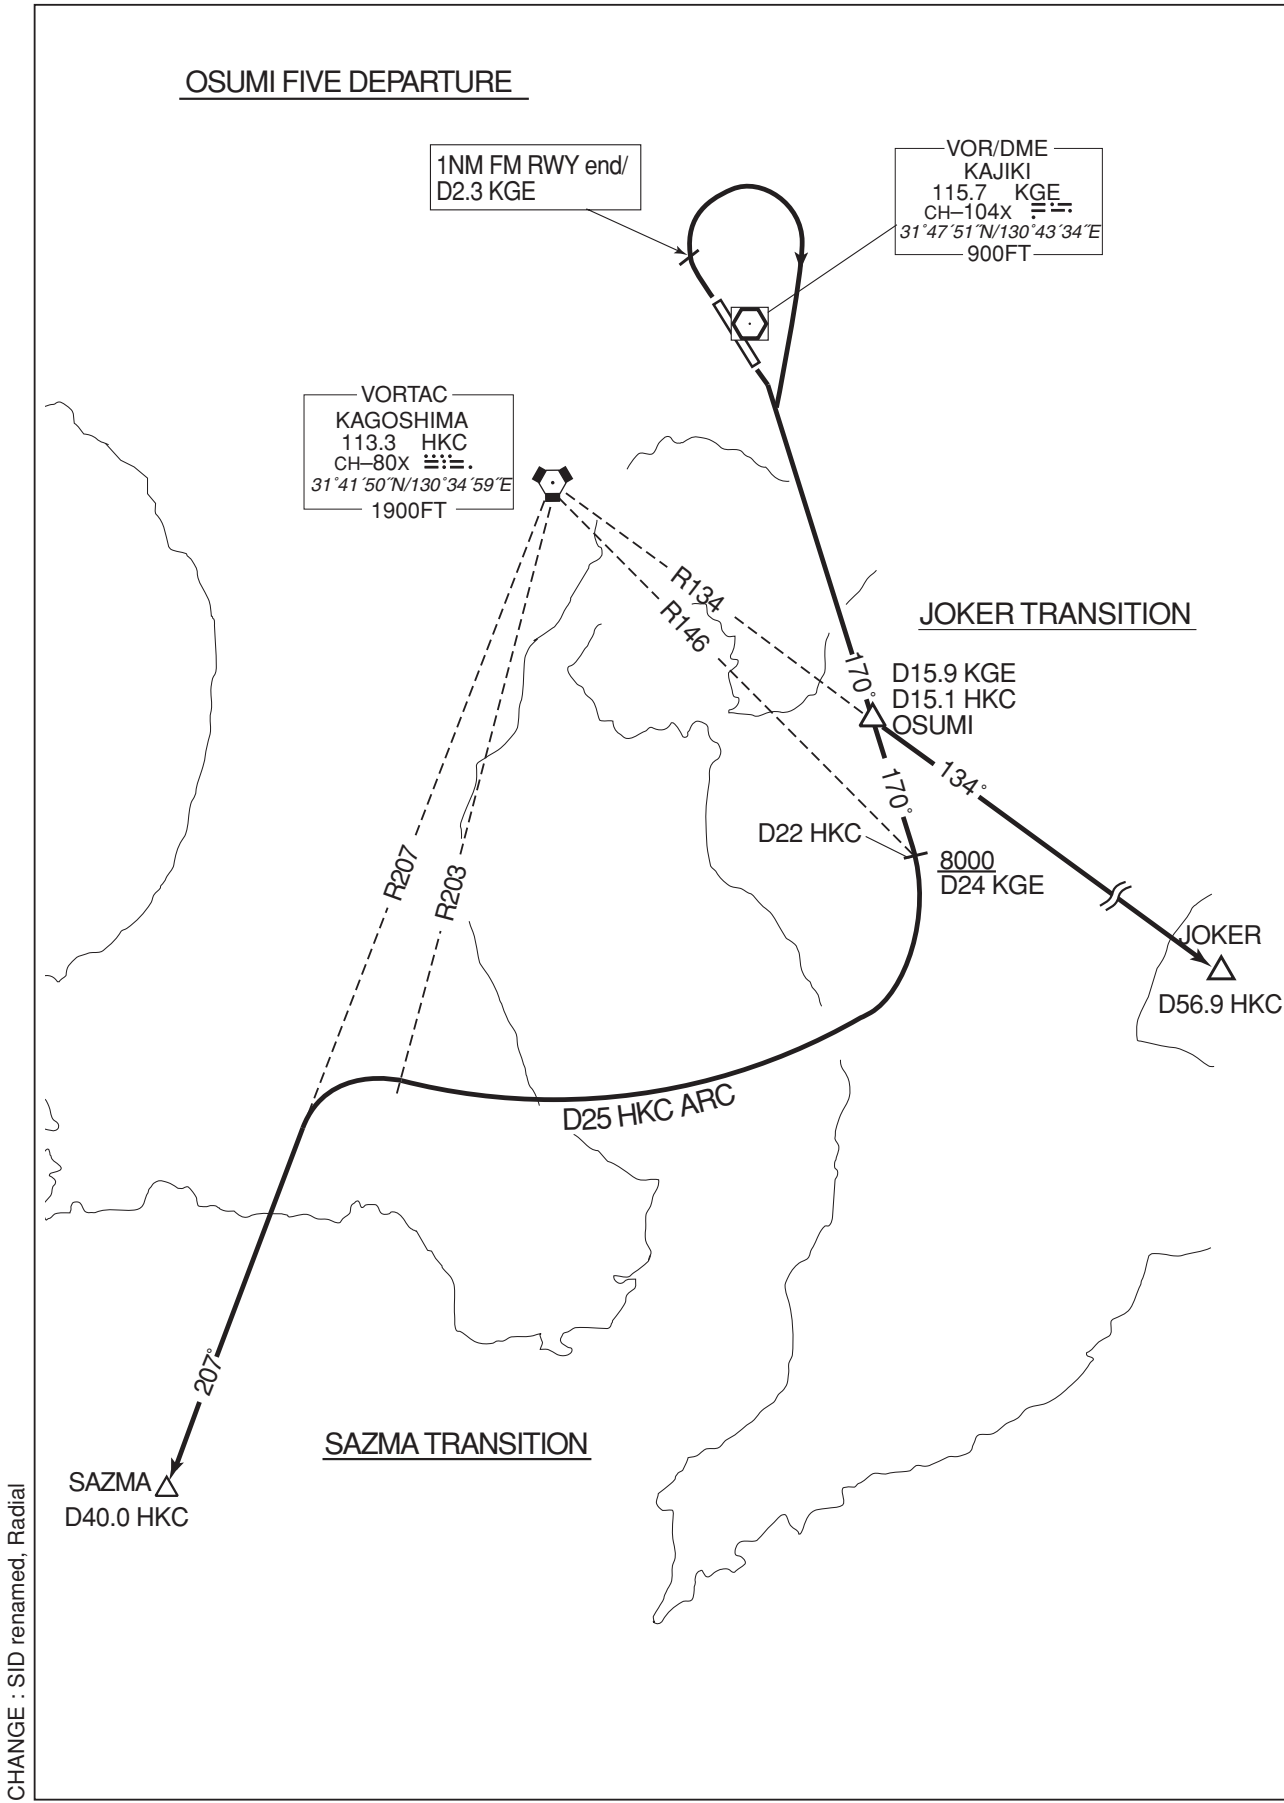 OSUMI FIVE DEPARTURE
1NM FM RWY end/
D2.3 KGE
VOR/DME
KAJIKI
115.7 KGE
CH–104X
31°47´51˝N/130°43´34˝E
900FT
VORTAC
KAGOSHIMA
113.3 HKC
CH–80X
31°41´50˝N/130°34´59˝E
1900FT
R134
R146
JOKER TRANSITION
170°
D15.9 KGE
D15.1 HKC
OSUMI
134°
170°
D22 HKC
8000
D24 KGE
R207
R203
JOKER
D56.9 HKC
D25 HKC ARC
207°
SAZMA TRANSITION
SAZMA
D40.0 HKC
CHANGE : SID renamed, Radial